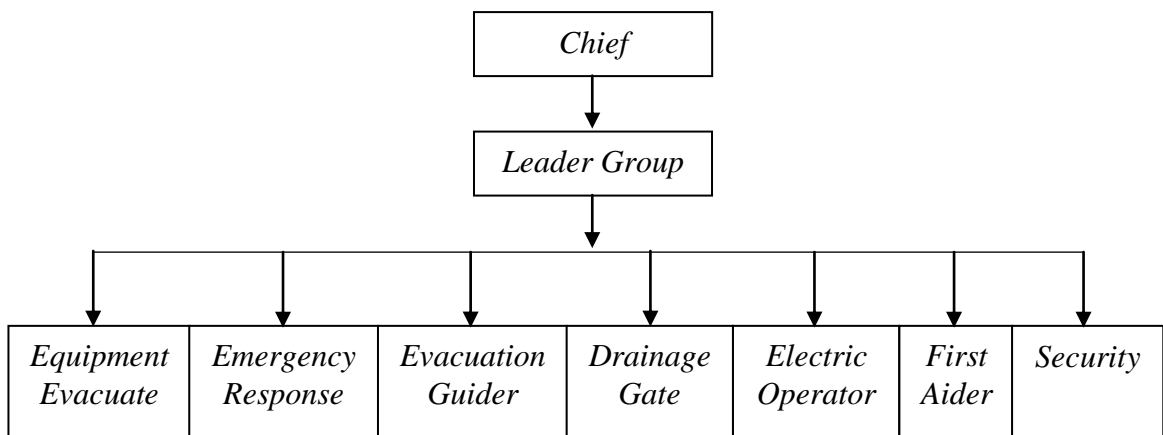 Chief
Leader Group
Equipment
Evacuate
Emergency
Response
Evacuation
Guider
Drainage
Gate
Electric
Operator
First
Aider
Security